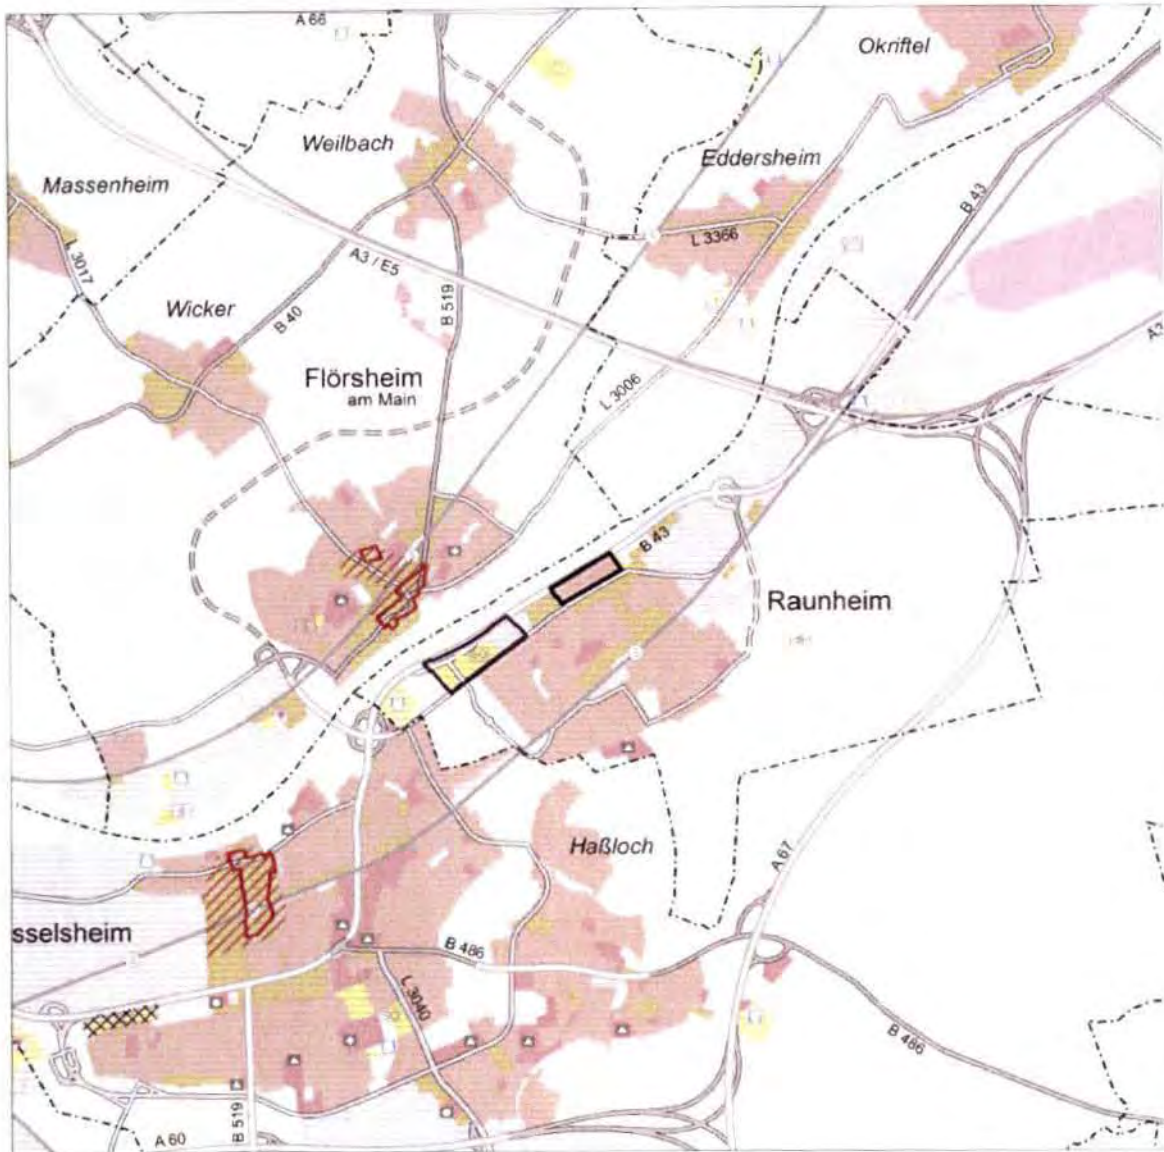 A 66
Okriftel
Weilbach
Eddersheim
Massenheim
B 43
L 3366
L 3017
A3 / E5
Wicker
B 40
B 519
A3
Flörsheim
am Main
L 3006
B 43
Raunheim
Haßloch
A 67
sselsheim
B 486
L 3040
B 486
B 519
A 60